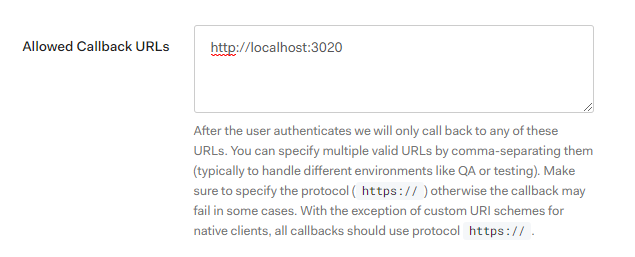 Allowed Callback URLs
http://localhost:3020
After the user authenticates we will only call back to any of these
URLs. You can specify multiple valid URLs by comma-separating them
(typically to handle different environments like QA or testing). Make
sure to specify the protocol ( https:// ) otherwise the callback may
fail in some cases. With the exception of custom URI schemes for
native clients, all callbacks should use protocol https:// .